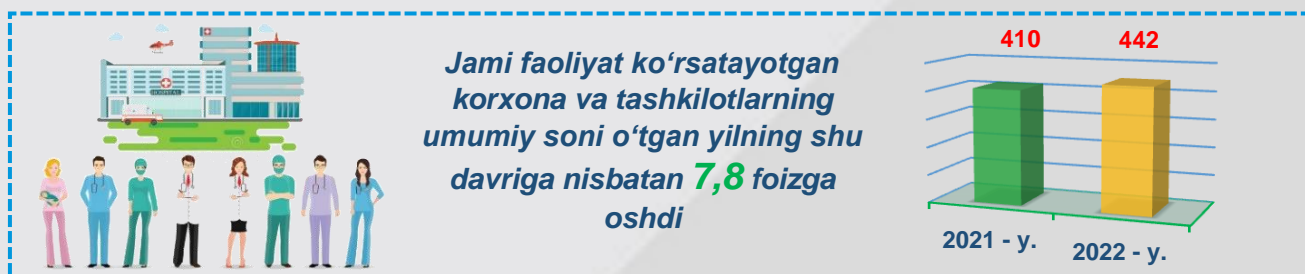 HOSPITAL
Jami faoliyat ko‘rsatayotgan
korxona va tashkilotlarning
umumiy soni o‘tgan yilning shu
davriga nisbatan 7,8 foizga
oshdi
410 442
2021 - y. 2022 - y.